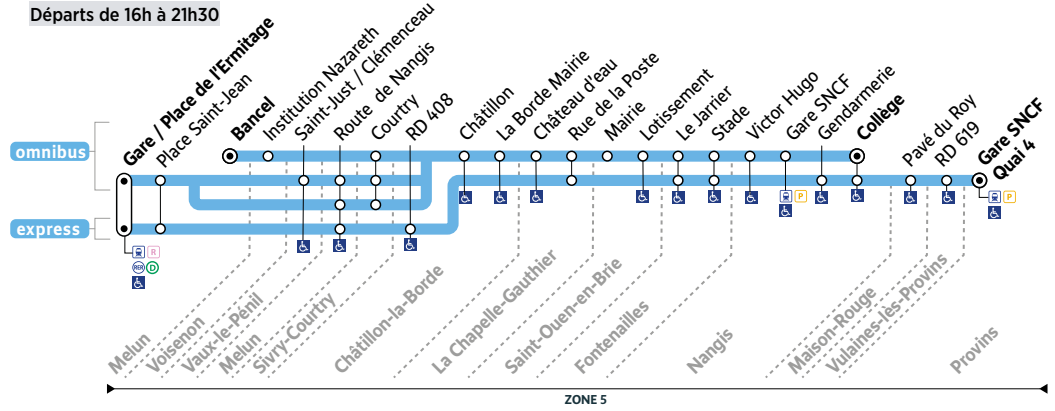 Départs de 16h à 21h30
Gare / Place de l'Ermitage
Place Saint-Jean
Bancel
Institution Nazareth
Saint-Just / Clémenceau
Route de Nangis
Courtry
RD 408
Châtillon
La Borde Mairie
Château d'eau
Rue de la Poste
Mairie
Lotissement
Le Jarrier
Stade
Victor Hugo
Gare SNCF
Gendarmerie
Collège
Pavé du Roy
RD 619
Gare SNCF
Quai 4
omnibus
express
P
P
R
RER D
Melun
Voisenon
Vaux-le-Pénil
Melun
Sivry-Courtry
Châtillon-la-Borde
La Chapelle-Gauthier
Saint-Ouen-en-Brie
Fontenailles
Nangis
Maison-Rouge
Vulaines-lès-Provins
Provins
ZONE 5